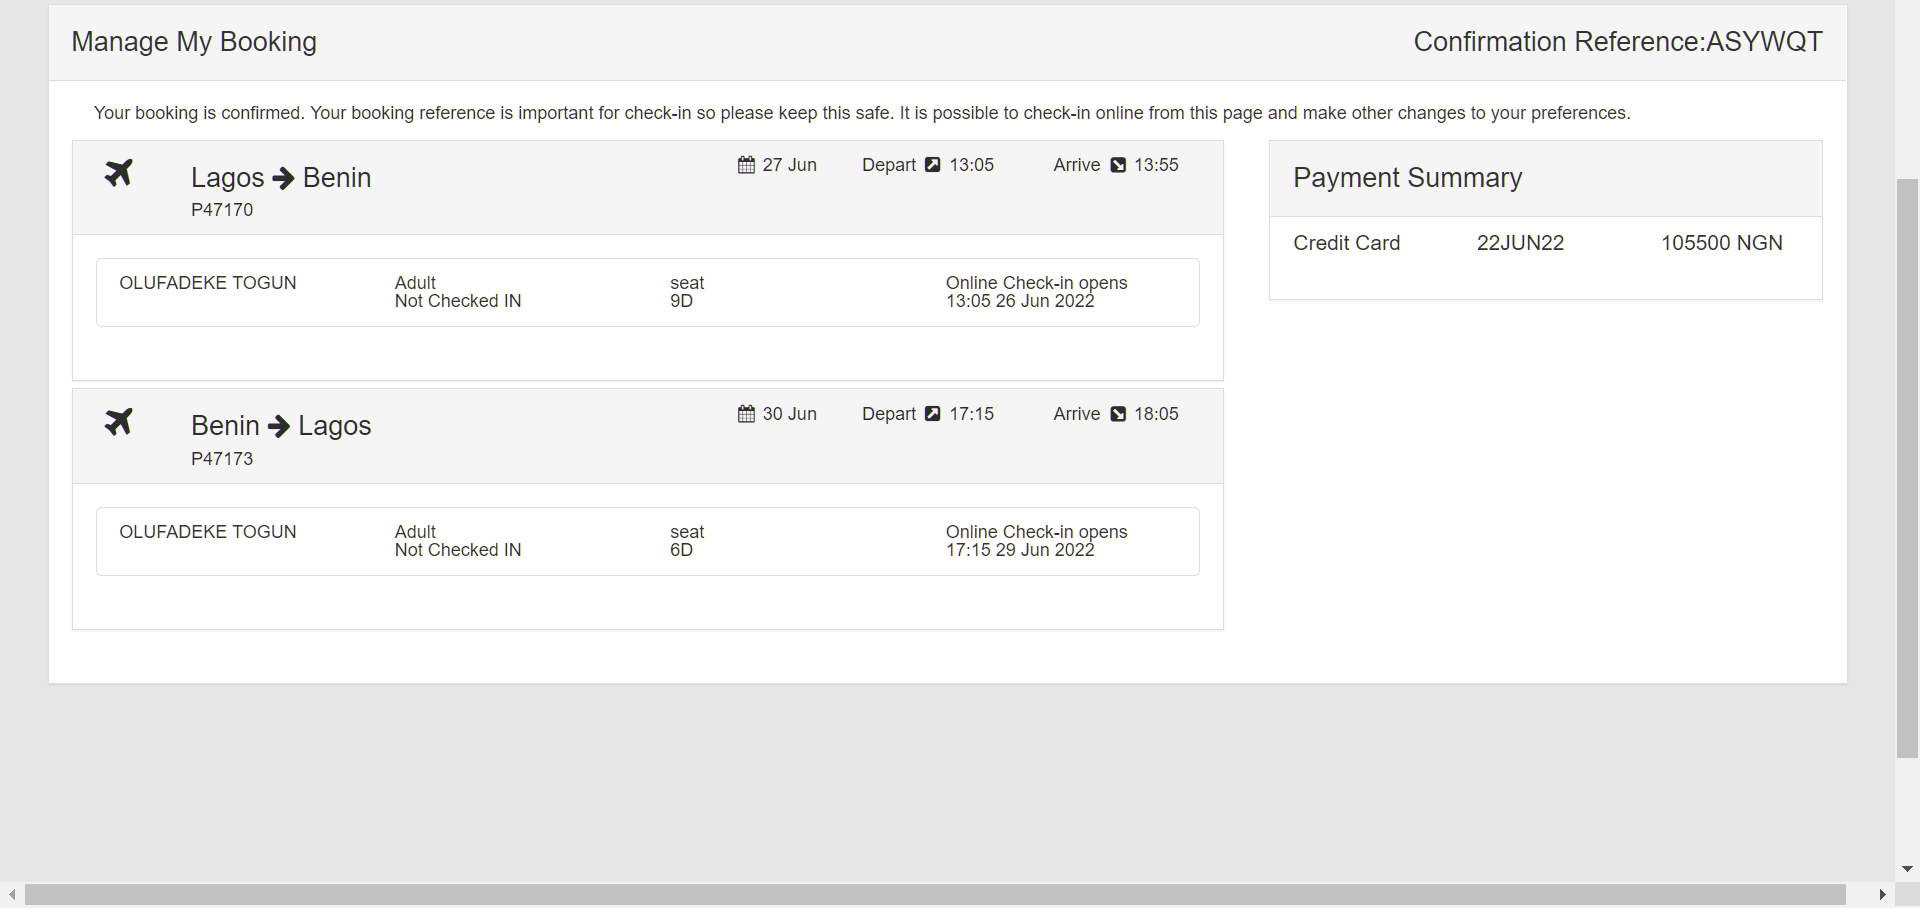 Manage My Booking
Confirmation Reference:ASYWQT
Your booking is confirmed. Your booking reference is important for check-in so please keep this safe. It is possible to check-in online from this page and make other changes to your preferences.
Lagos Benin
27 Jun Depart 13:05 Arrive 13:55
P47170
OLUFADEKE TOGUN Adult seat Online Check-in opens
Not Checked IN 9D 13:05 26 Jun 2022
Benin Lagos
30 Jun Depart 17:15 Arrive 18:05
P47173
OLUFADEKE TOGUN Adult seat Online Check-in opens
Not Checked IN 6D 17:15 29 Jun 2022
Payment Summary
Credit Card 22JUN22 105500 NGN